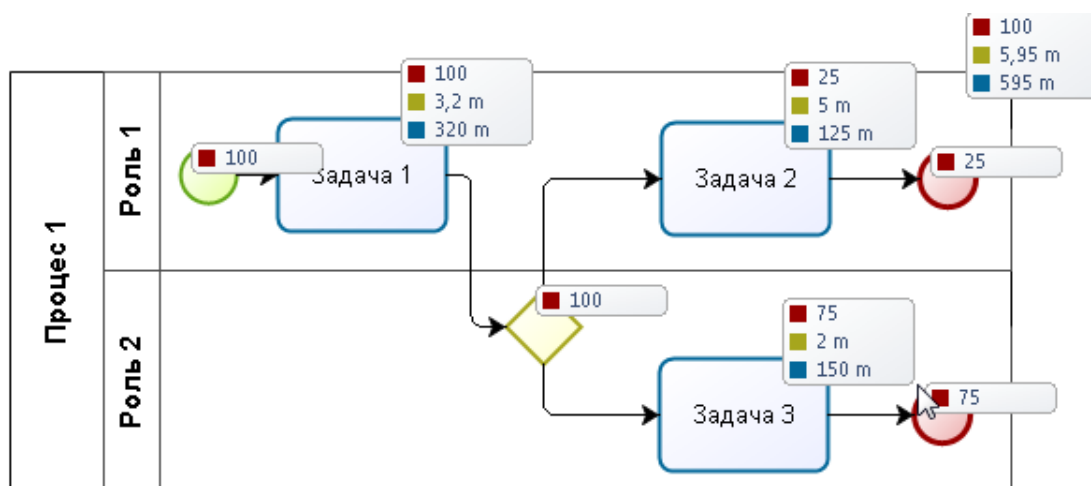 100
5,95 m
595 m
100
3,2 m
320 m
25
5 m
125 m
Процес 1
Роль 1
100
Задача 1
Задача 2
25
Роль 2
100
75
2 m
150 m
Задача 3
75